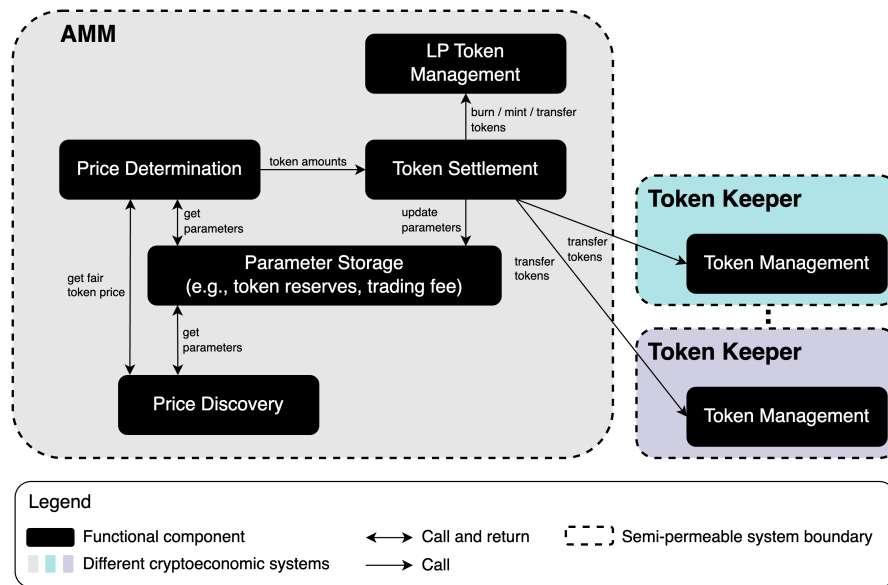 AMM
LP Token
Management
burn / mint / transfer
tokens
Price Determination
token amounts
Token Settlement
get
parameters
update
parameters
Token Keeper
transfer
tokens
Token Management
get fair
token price
Parameter Storage
(e.g., token reserves, trading fee)
transfer
tokens
get
parameters
Token Keeper
Price Discovery
Token Management
Legend
Functional component
Call and return
Semi-permeable system boundary
Different cryptoeconomic systems
Call